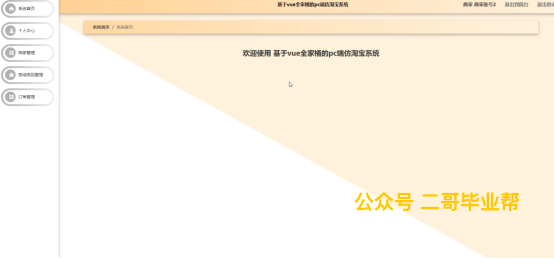 基于vue全家桶的pc端仿淘宝系统
商家 商家账号2
退出到前台
退出登录
系统首页
系统首页 / 系统首页
个人中心
欢迎使用 基于vue全家桶的pc端仿淘宝系统
商家管理
商城商品管理
订单管理
公众号 二哥毕业帮